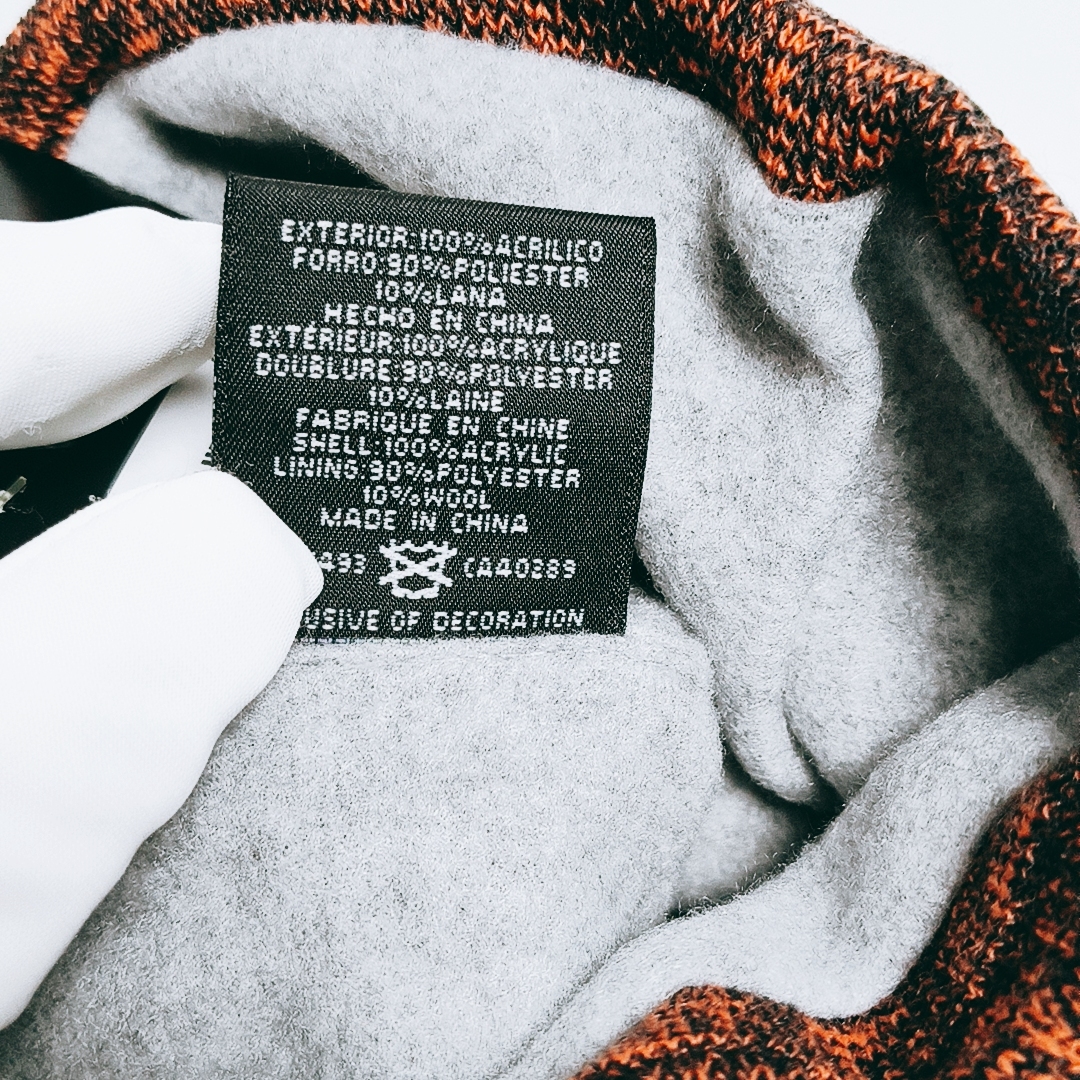 EXTERIOR:100%ACRILICO
FORRO:90%POLIESTER
10%LANA
HECHO EN CHINA
EXTÉRIEUR:100%ACRYLIQUE
DOUBLURE:90%POLYESTER
10%LAINE
FABRIQUE EN CHINE
SHELL:100%ACRYLIC
LINING:90%POLYESTER
10%WOOL
MADE IN CHINA
CA40289
OF DECORATION